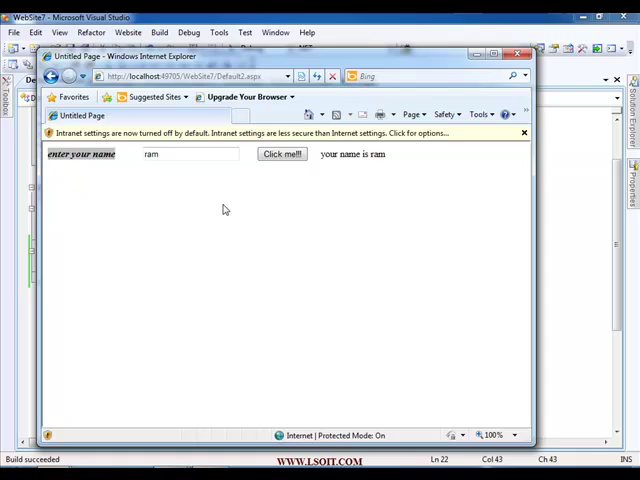 WebSite7 - Microsoft Visual Studio
File Edit View Refactor Website Build Debug Tools Test Window Help
Untitled Page - Windows Internet Explorer
http://localhost:49705/WebSite7/Default2.aspx
Bing
Favorites Suggested Sites Upgrade Your Browser
Untitled Page
Page Safety Tools
Intranet settings are now turned off by default. Intranet settings are less secure than Internet settings. Click for options...
enter your name ram Click me!!! your name is ram
Toolbox
Solution Explorer
Properties
Internet | Protected Mode: On 100%
Build succeeded Ln 22 Col 43 Ch 43 INS
WWW.LSOIT.COM